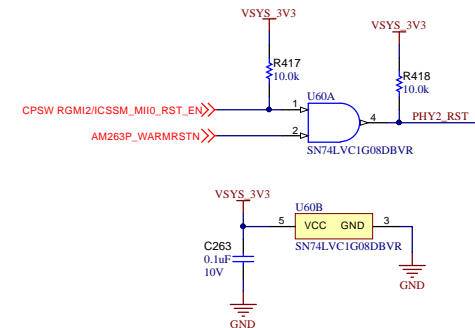 VSYS_3V3
VSYS_3V3
R417
10.0k
R418
10.0k
U60A
CPSW RGMI2/ICSSM_MII0_RST_EN
1
4
PHY2_RST
AM263P_WARMRSTN
2
SN74LVC1G08DBVR
VSYS_3V3
U60B
5
VCC GND
3
SN74LVC1G08DBVR
C263
0.1uF
10V
GND
GND